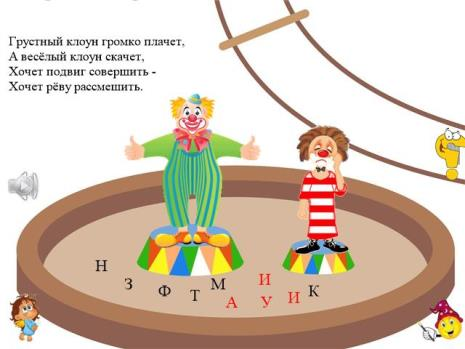 Грустный клоун громко плачет,
А весёлый клоун скачет,
Хочет подвиг совершить -
Хочет рёву рассмешить.
Н З Ф Т М А И У И К